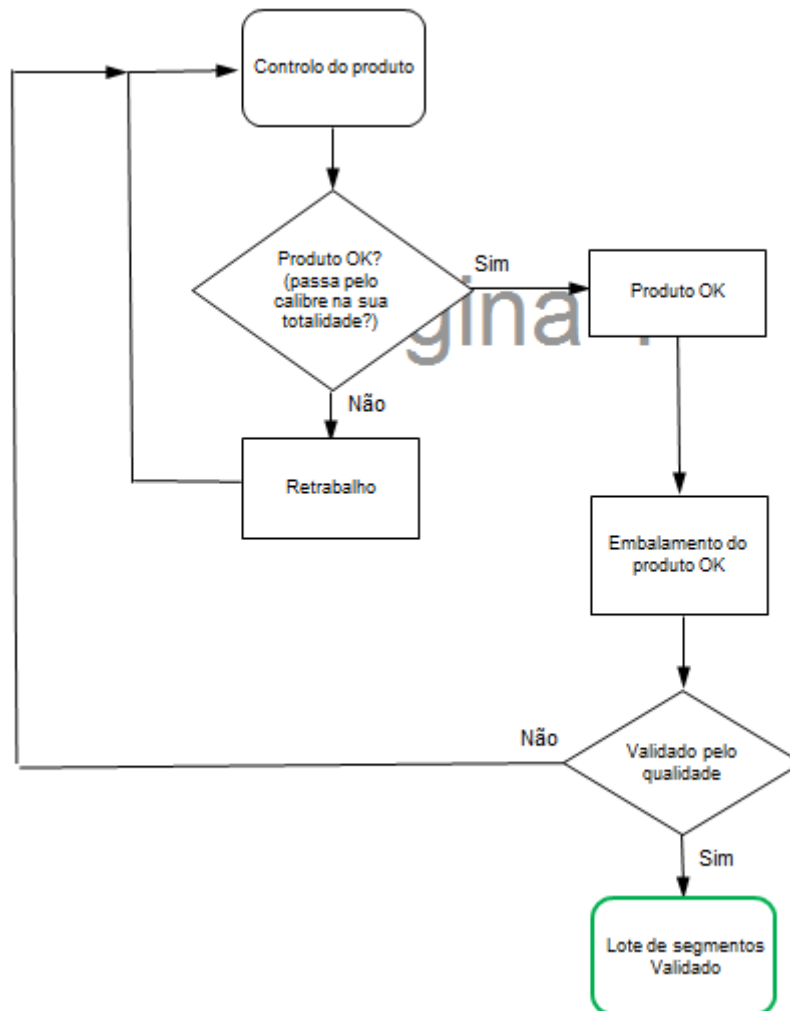 Controlo do produto
Produto OK?
(passa pelo
calibre na sua
totalidade?)
Sim
Produto OK
Não
Retrabalho
Embalamento do
produto OK
Não
Validado pelo
qualidade
Sim
Lote de segmentos
Validado